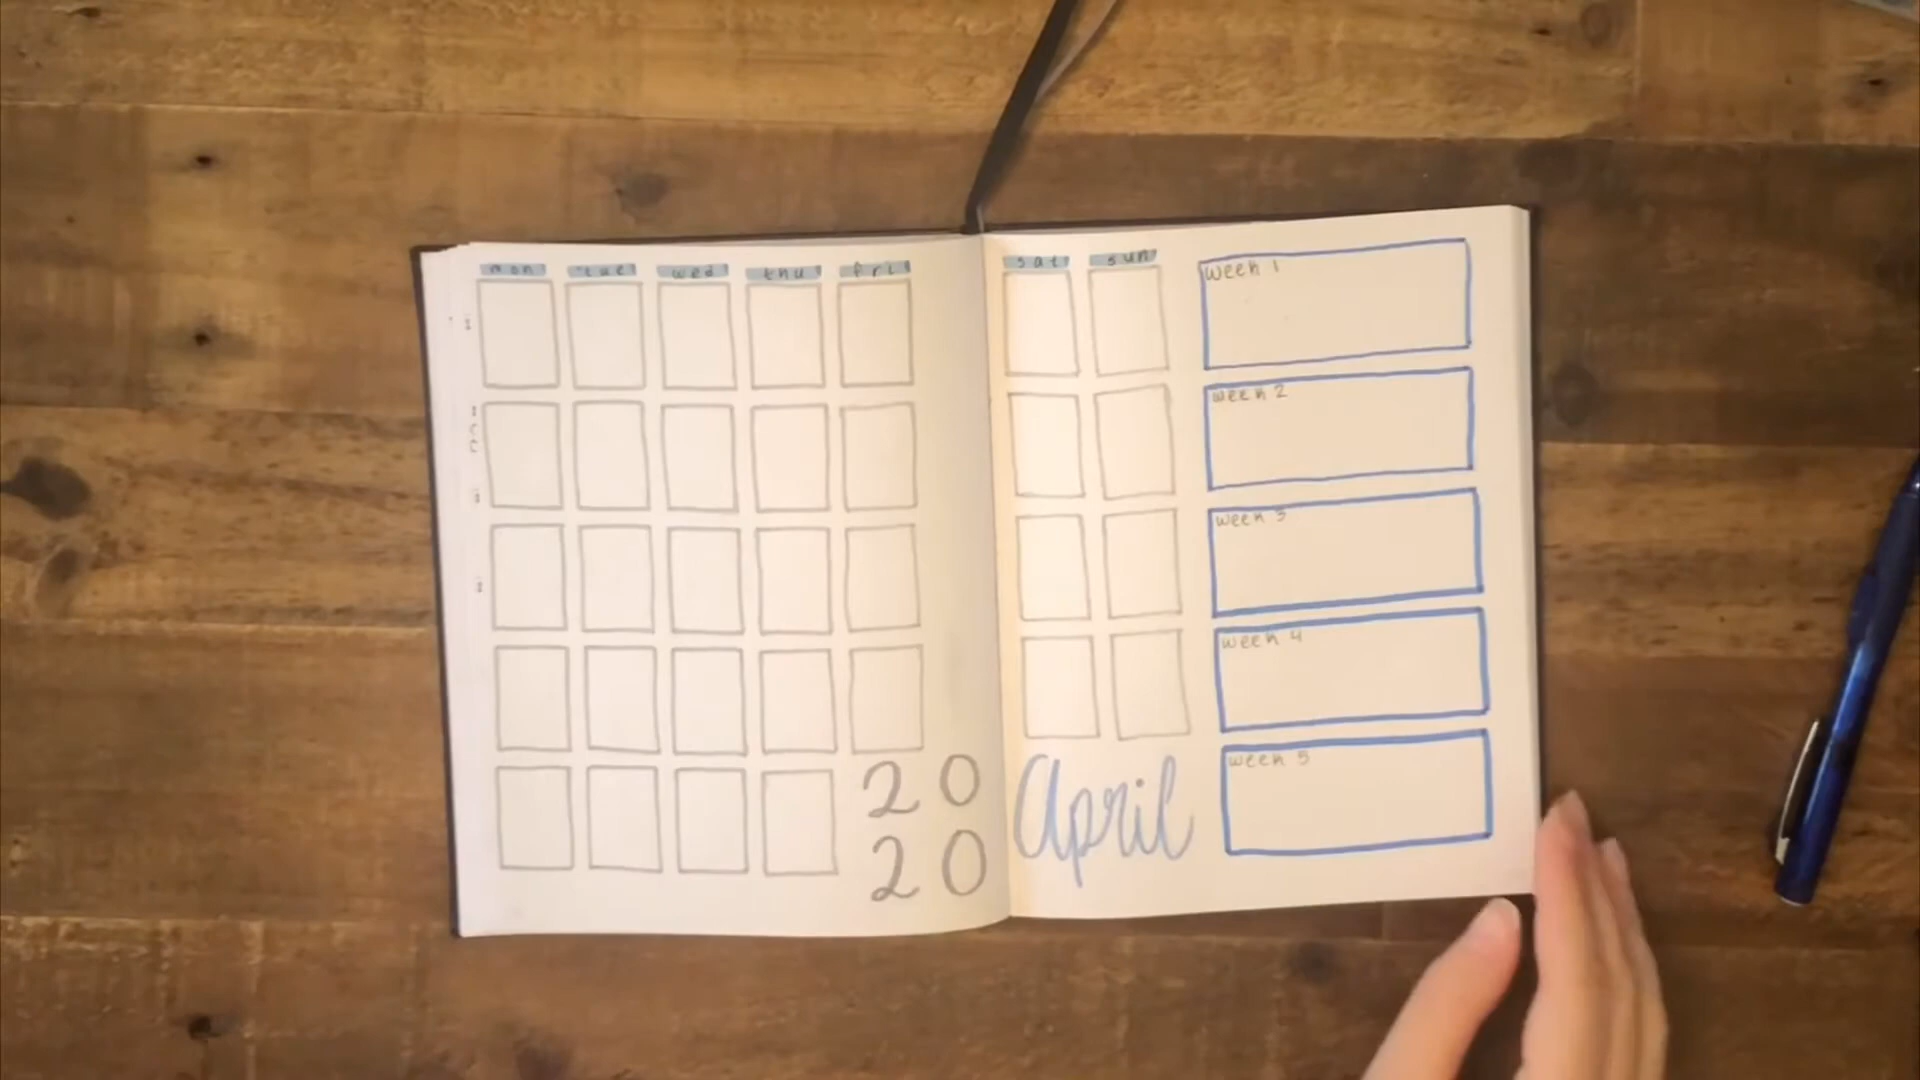 mon tue wed thu fri
sat sun
week 1
week 2
week 3
week 4
week 5
20
20
April